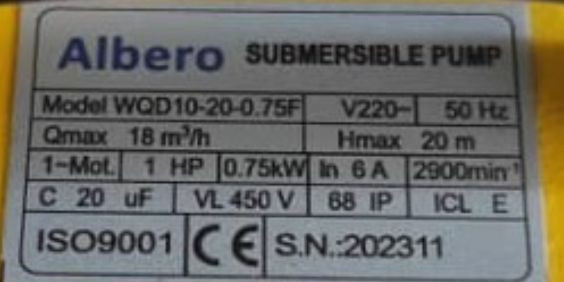 Albero SUBMERSIBLE PUMP
Model WQD10-20-0.75F V220~ 50 Hz
Qmax 18 m³/h Hmax 20 m
1~Mot. 1 HP 0.75kW In 6 A 2900min⁻¹
C 20 uF VL 450 V 68 IP ICL E
ISO9001 CE S.N.:202311